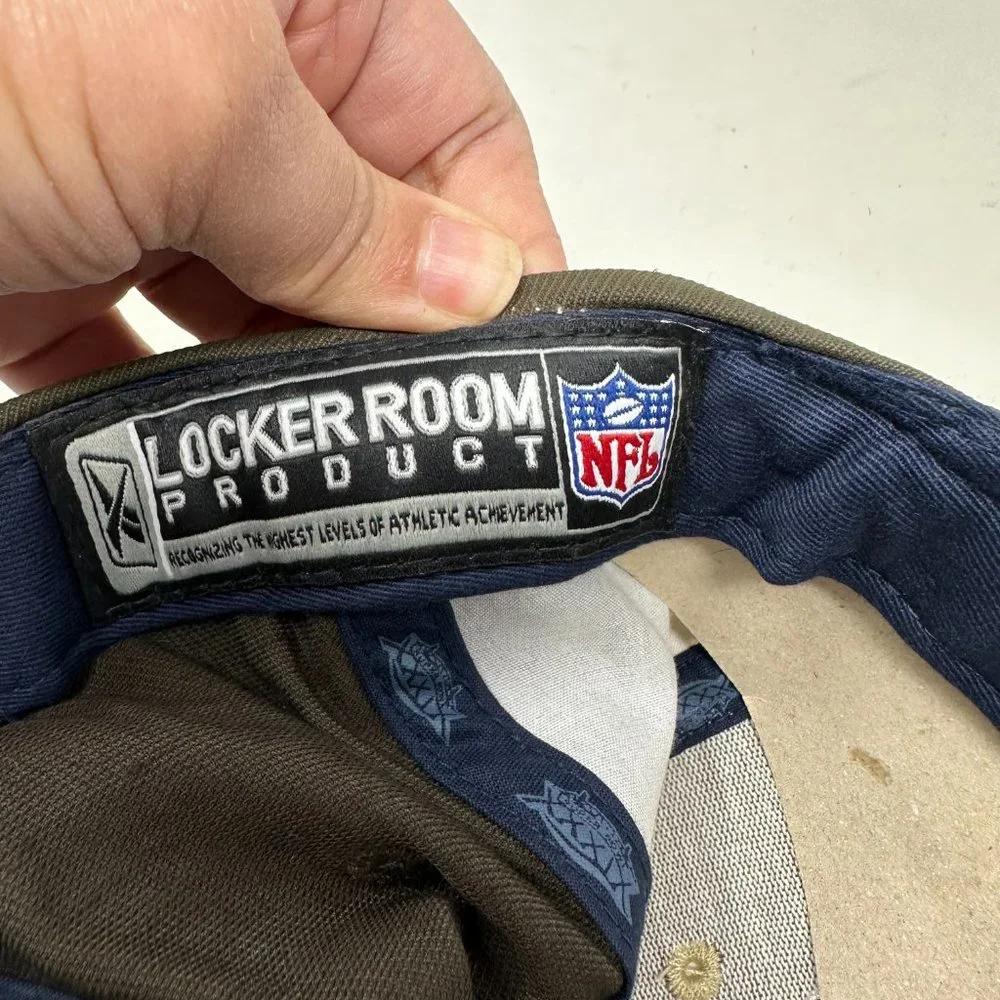 LOCKER ROOM
PRODUCT
RECOGNIZING THE HIGHEST LEVELS OF ATHLETIC ACHIEVEMENT
NFL